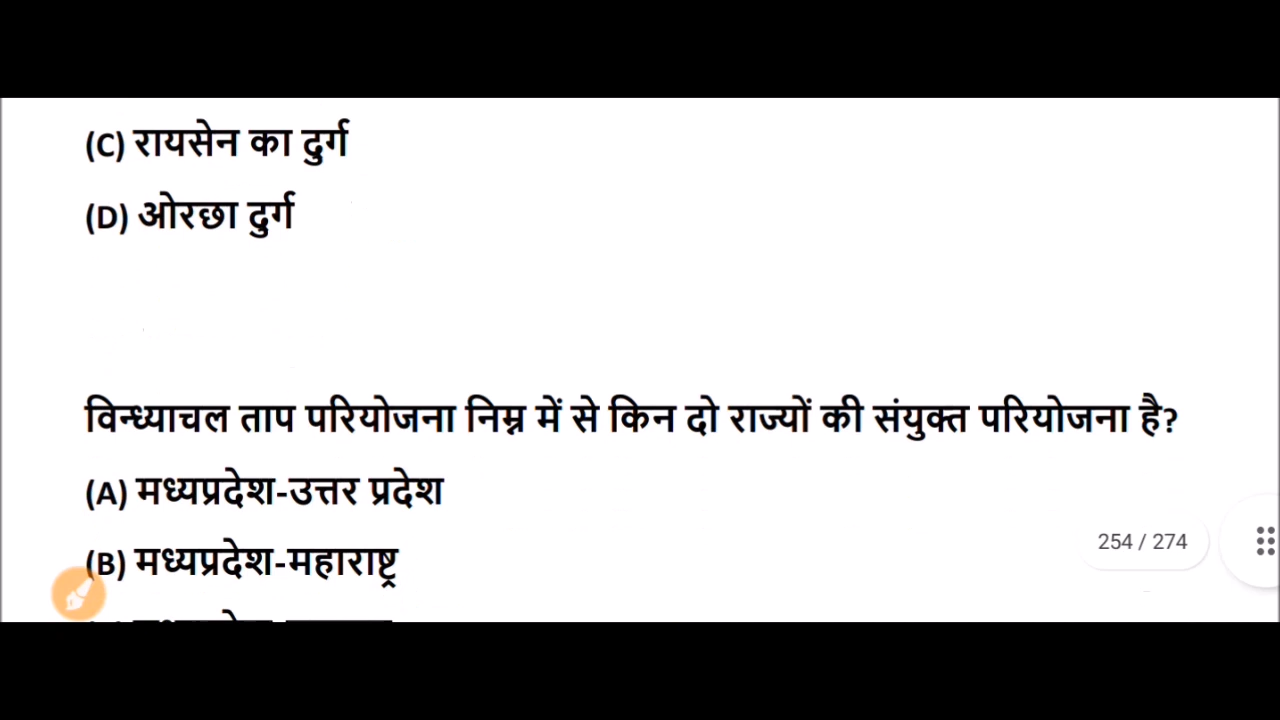 (C) रायसेन का दुर्ग
(D) ओरछा दुर्ग
विन्ध्याचल ताप परियोजना निम्न में से किन दो राज्यों की संयुक्त परियोजना है?
(A) मध्यप्रदेश-उत्तर प्रदेश
(B) मध्यप्रदेश-महाराष्ट्र
254 / 274